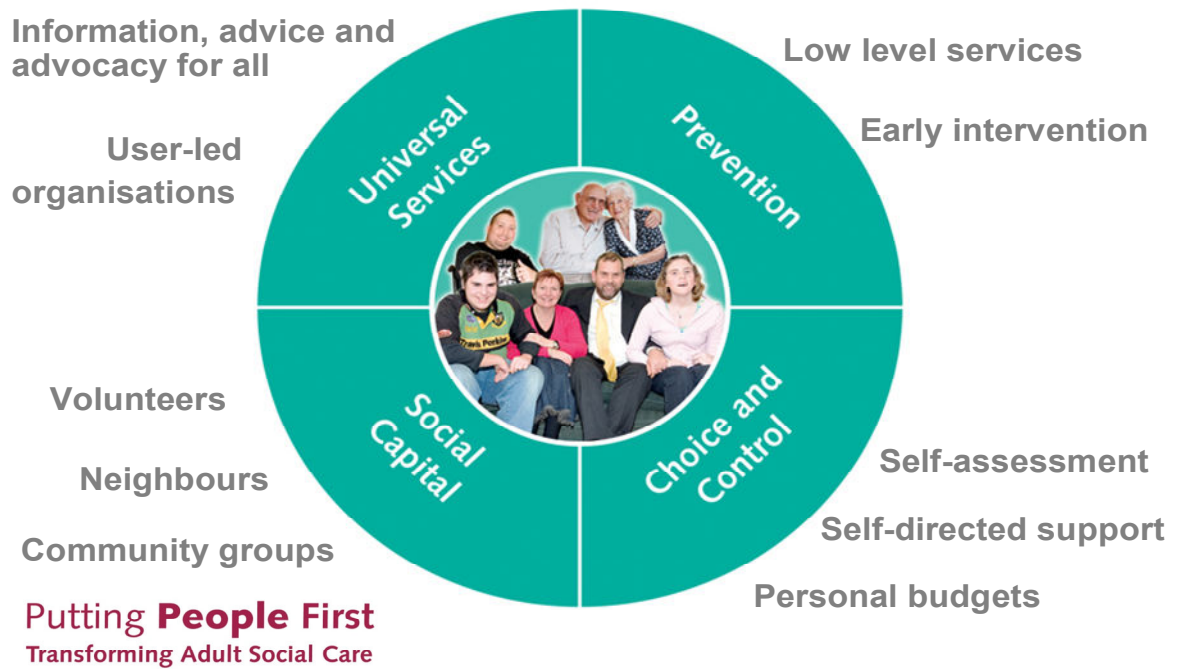 Information, advice and
advocacy for all
User-led
organisations
Universal
Services
Prevention
Low level services
Early intervention
Travis Perkins
Volunteers
Neighbours
Community groups
Social
Capital
Choice and
Control
Self-assessment
Self-directed support
Personal budgets
Putting People First
Transforming Adult Social Care